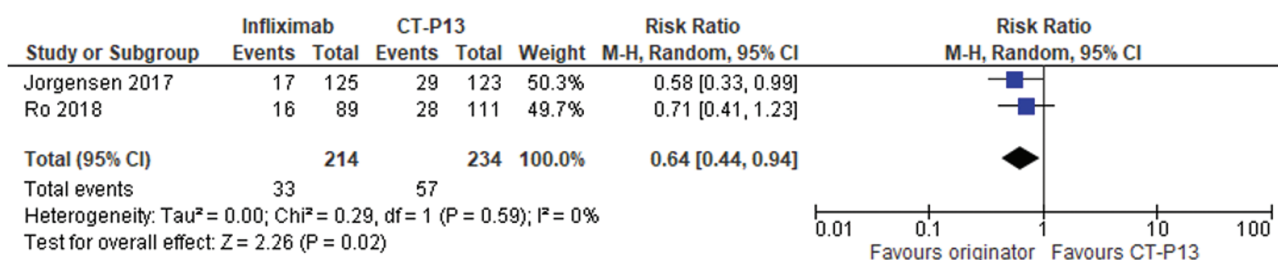 Infliximab CT-P13 Risk Ratio Risk Ratio
Study or Subgroup Events Total Events Total Weight M-H, Random, 95% CI M-H, Random, 95% CI
Jorgensen 2017 17 125 29 123 50.3% 0.58 [0.33, 0.99]
Ro 2018 16 89 28 111 49.7% 0.71 [0.41, 1.23]
Total (95% CI) 214 234 100.0% 0.64 [0.44, 0.94]
Total events 33 57
Heterogeneity: Tau² = 0.00; Chi² = 0.29, df = 1 (P = 0.59); I² = 0%
Test for overall effect: Z = 2.26 (P = 0.02)
0.01 0.1 1 10 100
Favours originator Favours CT-P13